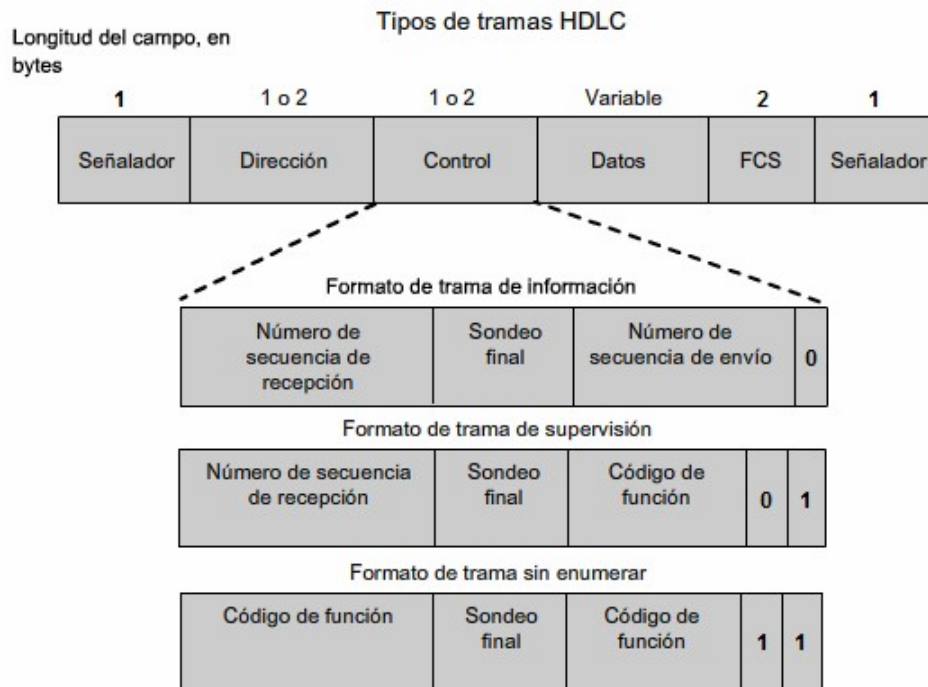 Tipos de tramas HDLC
Longitud del campo, en
bytes
1 1 o 2 1 o 2 Variable 2 1
Señalador Dirección Control Datos FCS Señalador
Formato de trama de información
Número de
secuencia de
recepción
Sondeo
final
Número de
secuencia de envío
0
Formato de trama de supervisión
Número de secuencia
de recepción
Sondeo
final
Código de
función
0 1
Formato de trama sin enumerar
Código de función
Sondeo
final
Código de
función
1 1